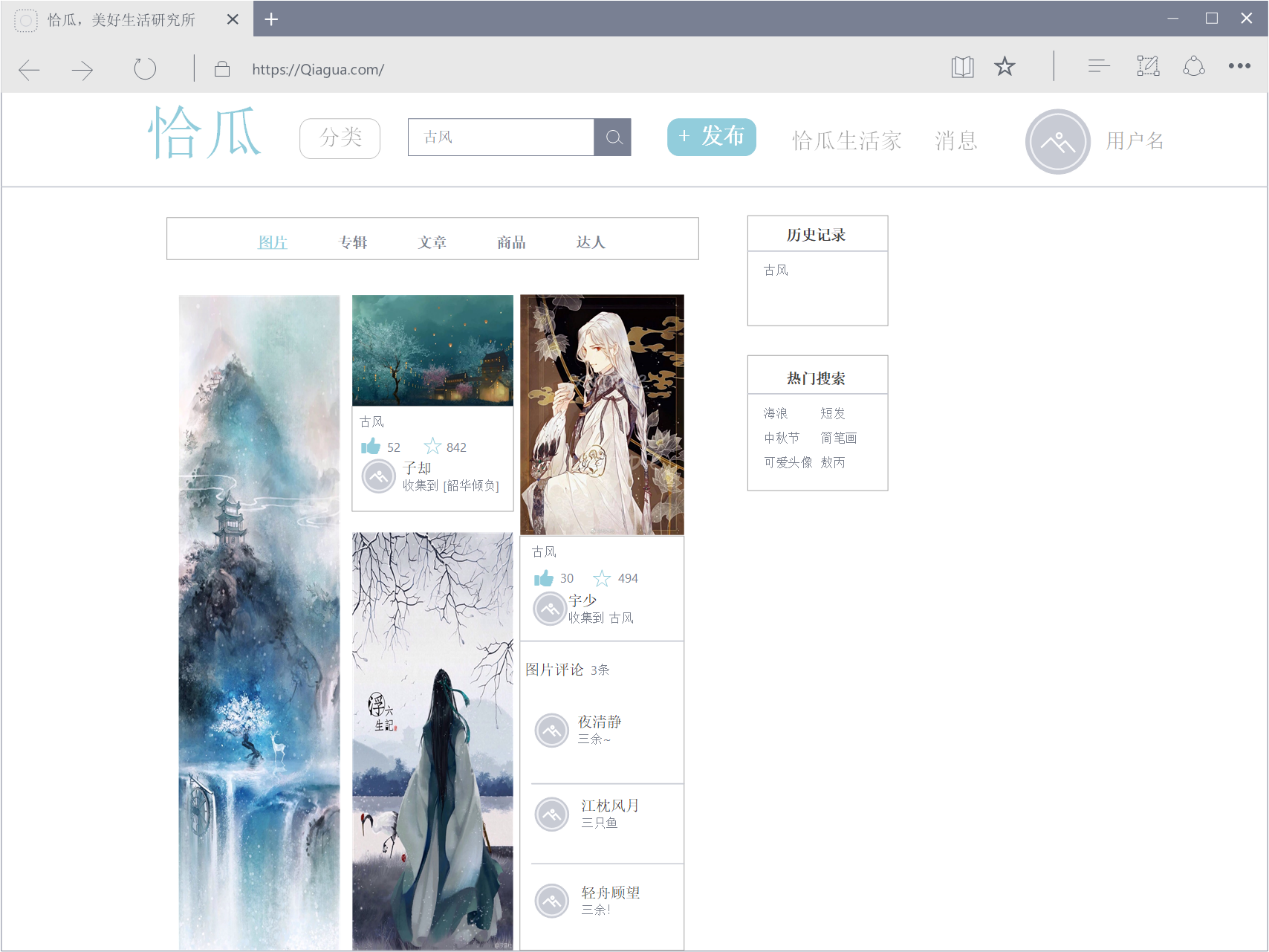 恰瓜，美好生活研究所
https://Qiagua.com/
恰瓜 分类 古风 + 发布 恰瓜生活家 消息 用户名
图片 专辑 文章 商品 达人
历史记录
古风
热门搜索
海浪 短发
中秋节 简笔画
可爱头像 敖丙
古风
52 842
子却
收集到 [韶华倾负]
浮
六
生記
古风
30 494
宇少
收集到 古风
图片评论 3条
夜清静
三余~
江枕风月
三只鱼
轻舟顾望
三余!